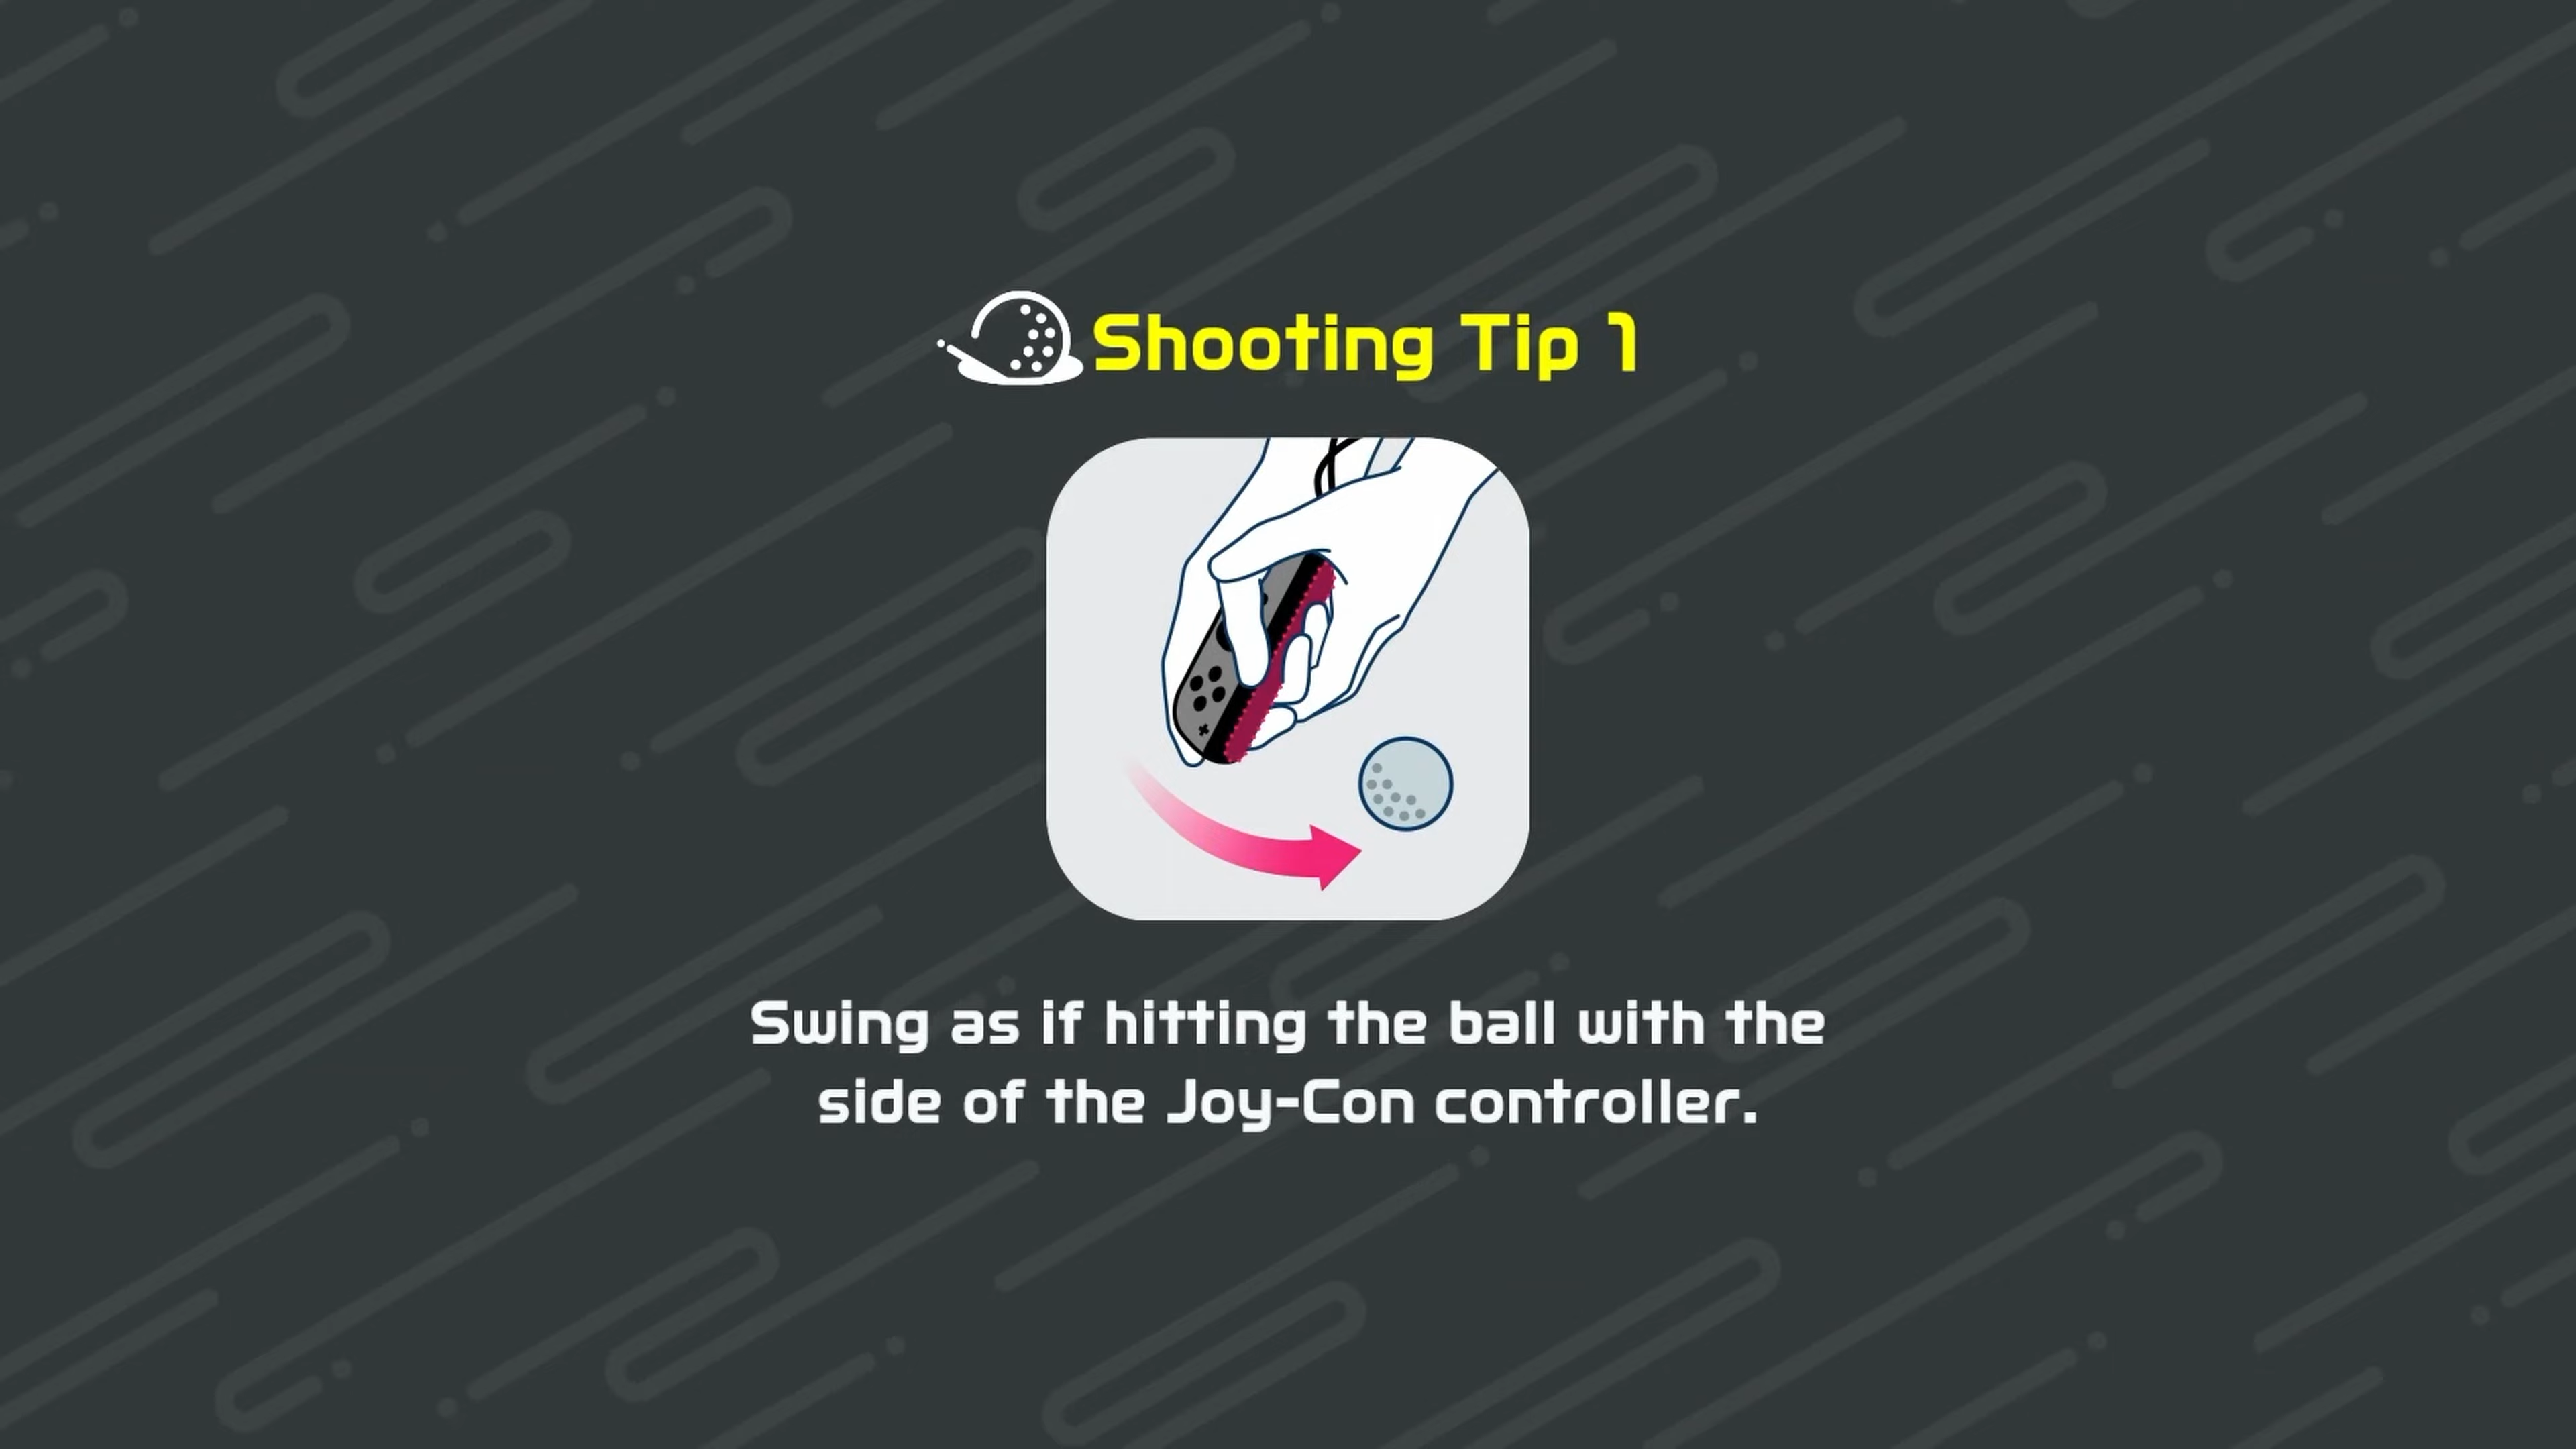 Shooting Tip 1
Swing as if hitting the ball with the
side of the Joy-Con controller.